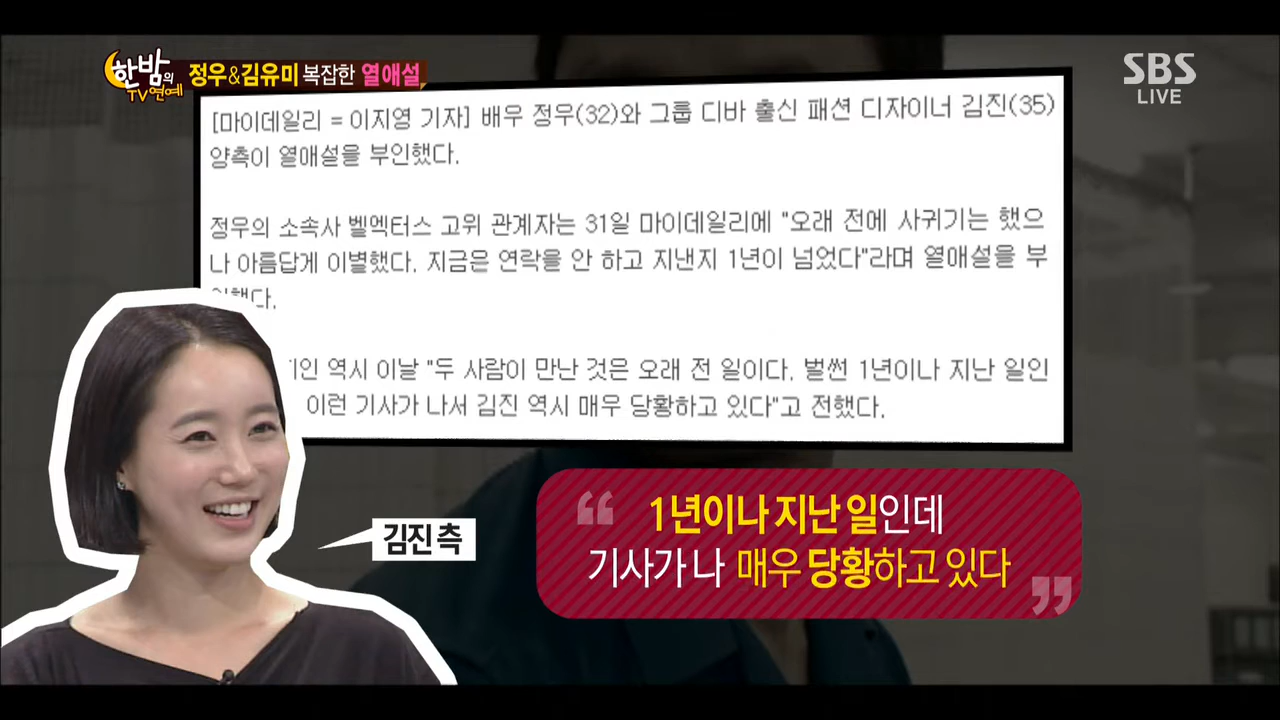 한밤의
TV연예
정우&김유미 복잡한 열애설
SBS
LIVE
[마이데일리 = 이지영 기자] 배우 정우(32)와 그룹 디바 출신 패션 디자이너 김진(35)
양측이 열애설을 부인했다.
정우의 소속사 벨엑터스 고위 관계자는 31일 마이데일리에 "오래 전에 사귀기는 했으
나 아름답게 이별했다. 지금은 연락을 안 하고 지낸지 1년이 넘었다"라며 열애설을 부
인했다.
역시 이날 "두 사람이 만난 것은 오래 전 일이다. 벌써 1년이나 지난 일인
이런 기사가 나서 김진 역시 매우 당황하고 있다"고 전했다.
김진 측
“ 1년이나 지난 일인데
기사가 나 매우 당황하고 있다 ”